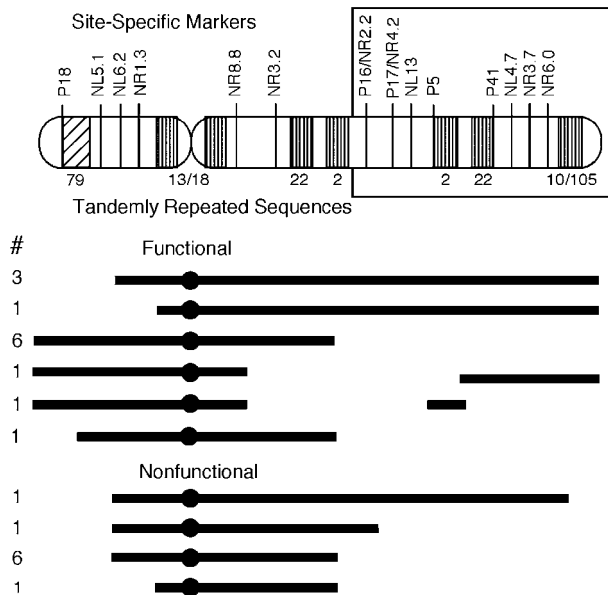 Site-Specific Markers
P18 NL5.1 NL6.2 NR1.3 NR8.8 NR3.2 P16/NR2.2 P17/NR4.2 NL13 P5 P41 NL4.7 NR3.7 NR6.0
79 13/18 22 2 2 22 10/105
Tandemly Repeated Sequences
# Functional
3
1
6
1
1
1
Nonfunctional
1
1
6
1